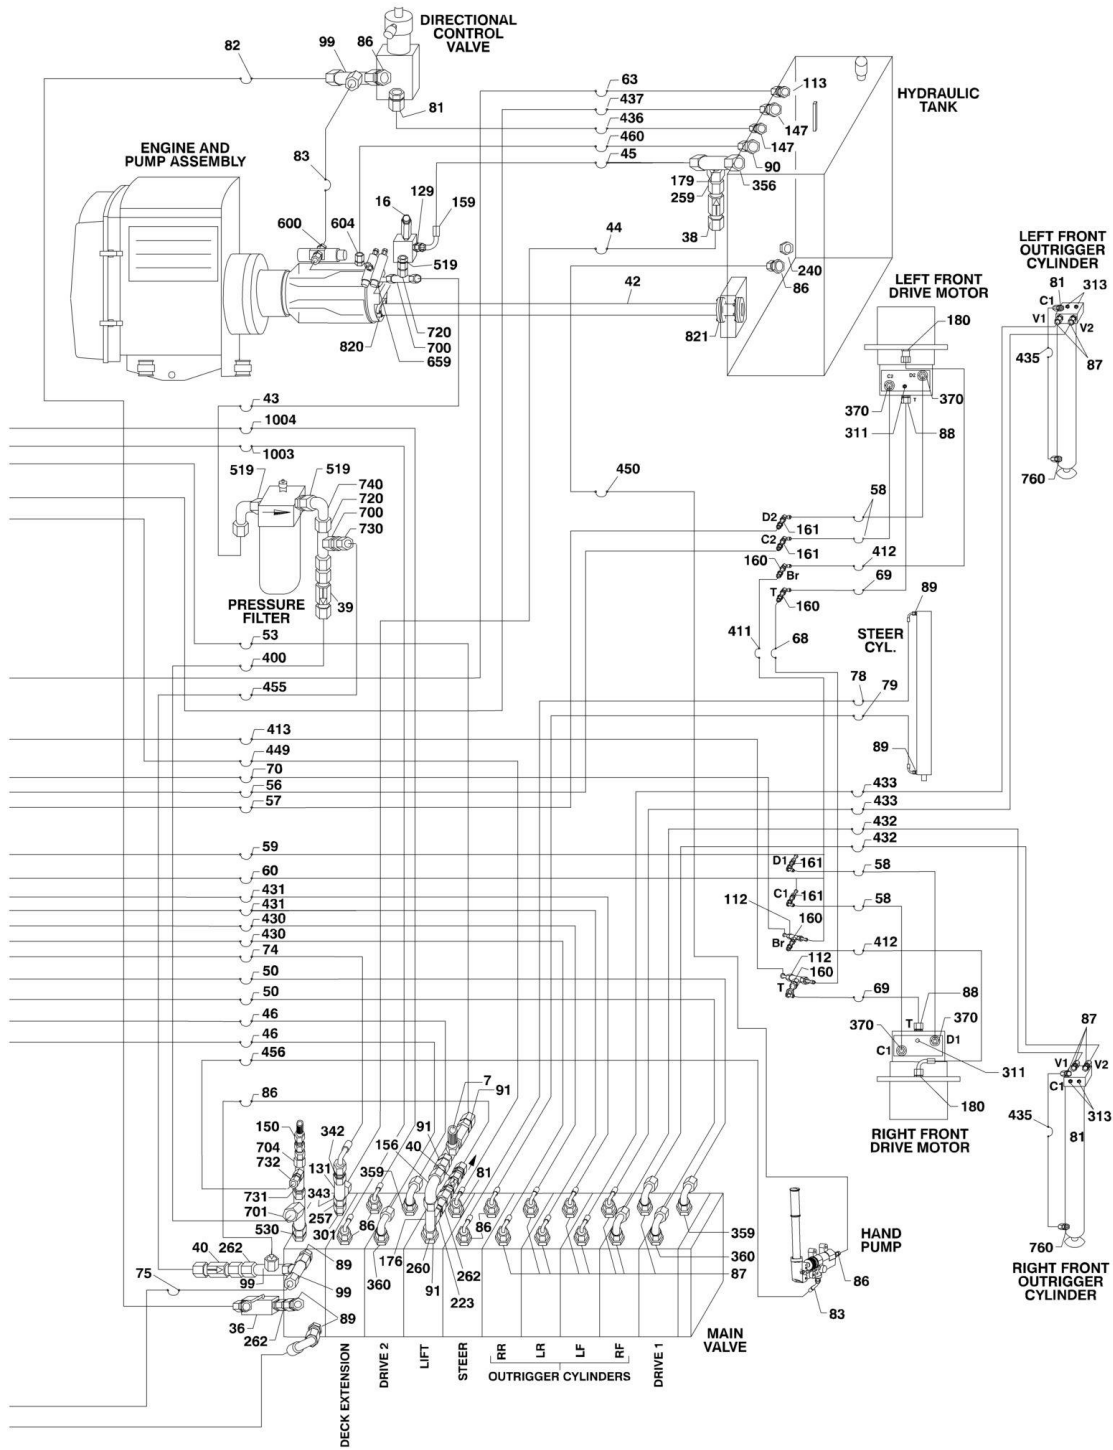 DIRECTIONAL
CONTROL
VALVE
82
99
86
81
HYDRAULIC
TANK
63
113
437
147
436
147
460
90
45
356
179
259
38
44
ENGINE AND
PUMP ASSEMBLY
83
600
604
16
129
159
519
720
700
659
820
42
821
240
86
LEFT FRONT
DRIVE MOTOR
180
C2
D2
370
370
T
311
88
LEFT FRONT
OUTRIGGER
CYLINDER
81
313
C1
V1
V2
435
87
760
43
1004
1003
519
519
740
720
700
730
PRESSURE
FILTER
39
450
D2
161
58
C2
161
160
Br
412
T
160
69
411
68
STEER
CYL.
89
78
79
89
53
400
455
413
449
70
56
57
433
433
432
432
59
60
431
431
430
430
74
50
50
46
46
456
D1
161
58
C1
161
58
112
160
Br
412
112
160
T
69
88
T
370
370
C1
D1
311
180
RIGHT FRONT
DRIVE MOTOR
87
V1
V2
C1
313
435
81
760
RIGHT FRONT
OUTRIGGER
CYLINDER
86
150
704
732
731
701
530
342
131
343
257
301
86
359
156
91
40
7
91
81
86
359
360
40
262
99
89
99
360
176
260
91
262
223
87
75
36
262
89
HAND
PUMP
86
83
MAIN
VALVE
DECK EXTENSION
DRIVE 2
LIFT
STEER
RR
LR
LF
RF
DRIVE 1
OUTRIGGER CYLINDERS